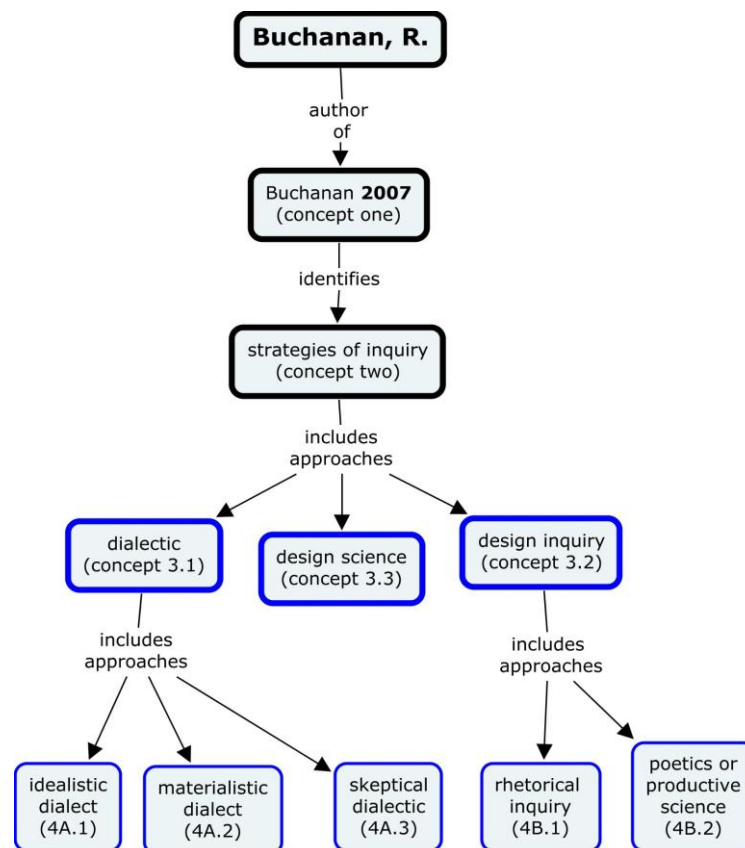 Buchanan, R.
author
of
Buchanan 2007
(concept one)
identifies
strategies of inquiry
(concept two)
includes
approaches
dialectic
(concept 3.1)
design science
(concept 3.3)
design inquiry
(concept 3.2)
includes
approaches
includes
approaches
idealistic
dialect
(4A.1)
materialistic
dialect
(4A.2)
skeptical
dialectic
(4A.3)
rhetorical
inquiry
(4B.1)
poetics or
productive
science
(4B.2)